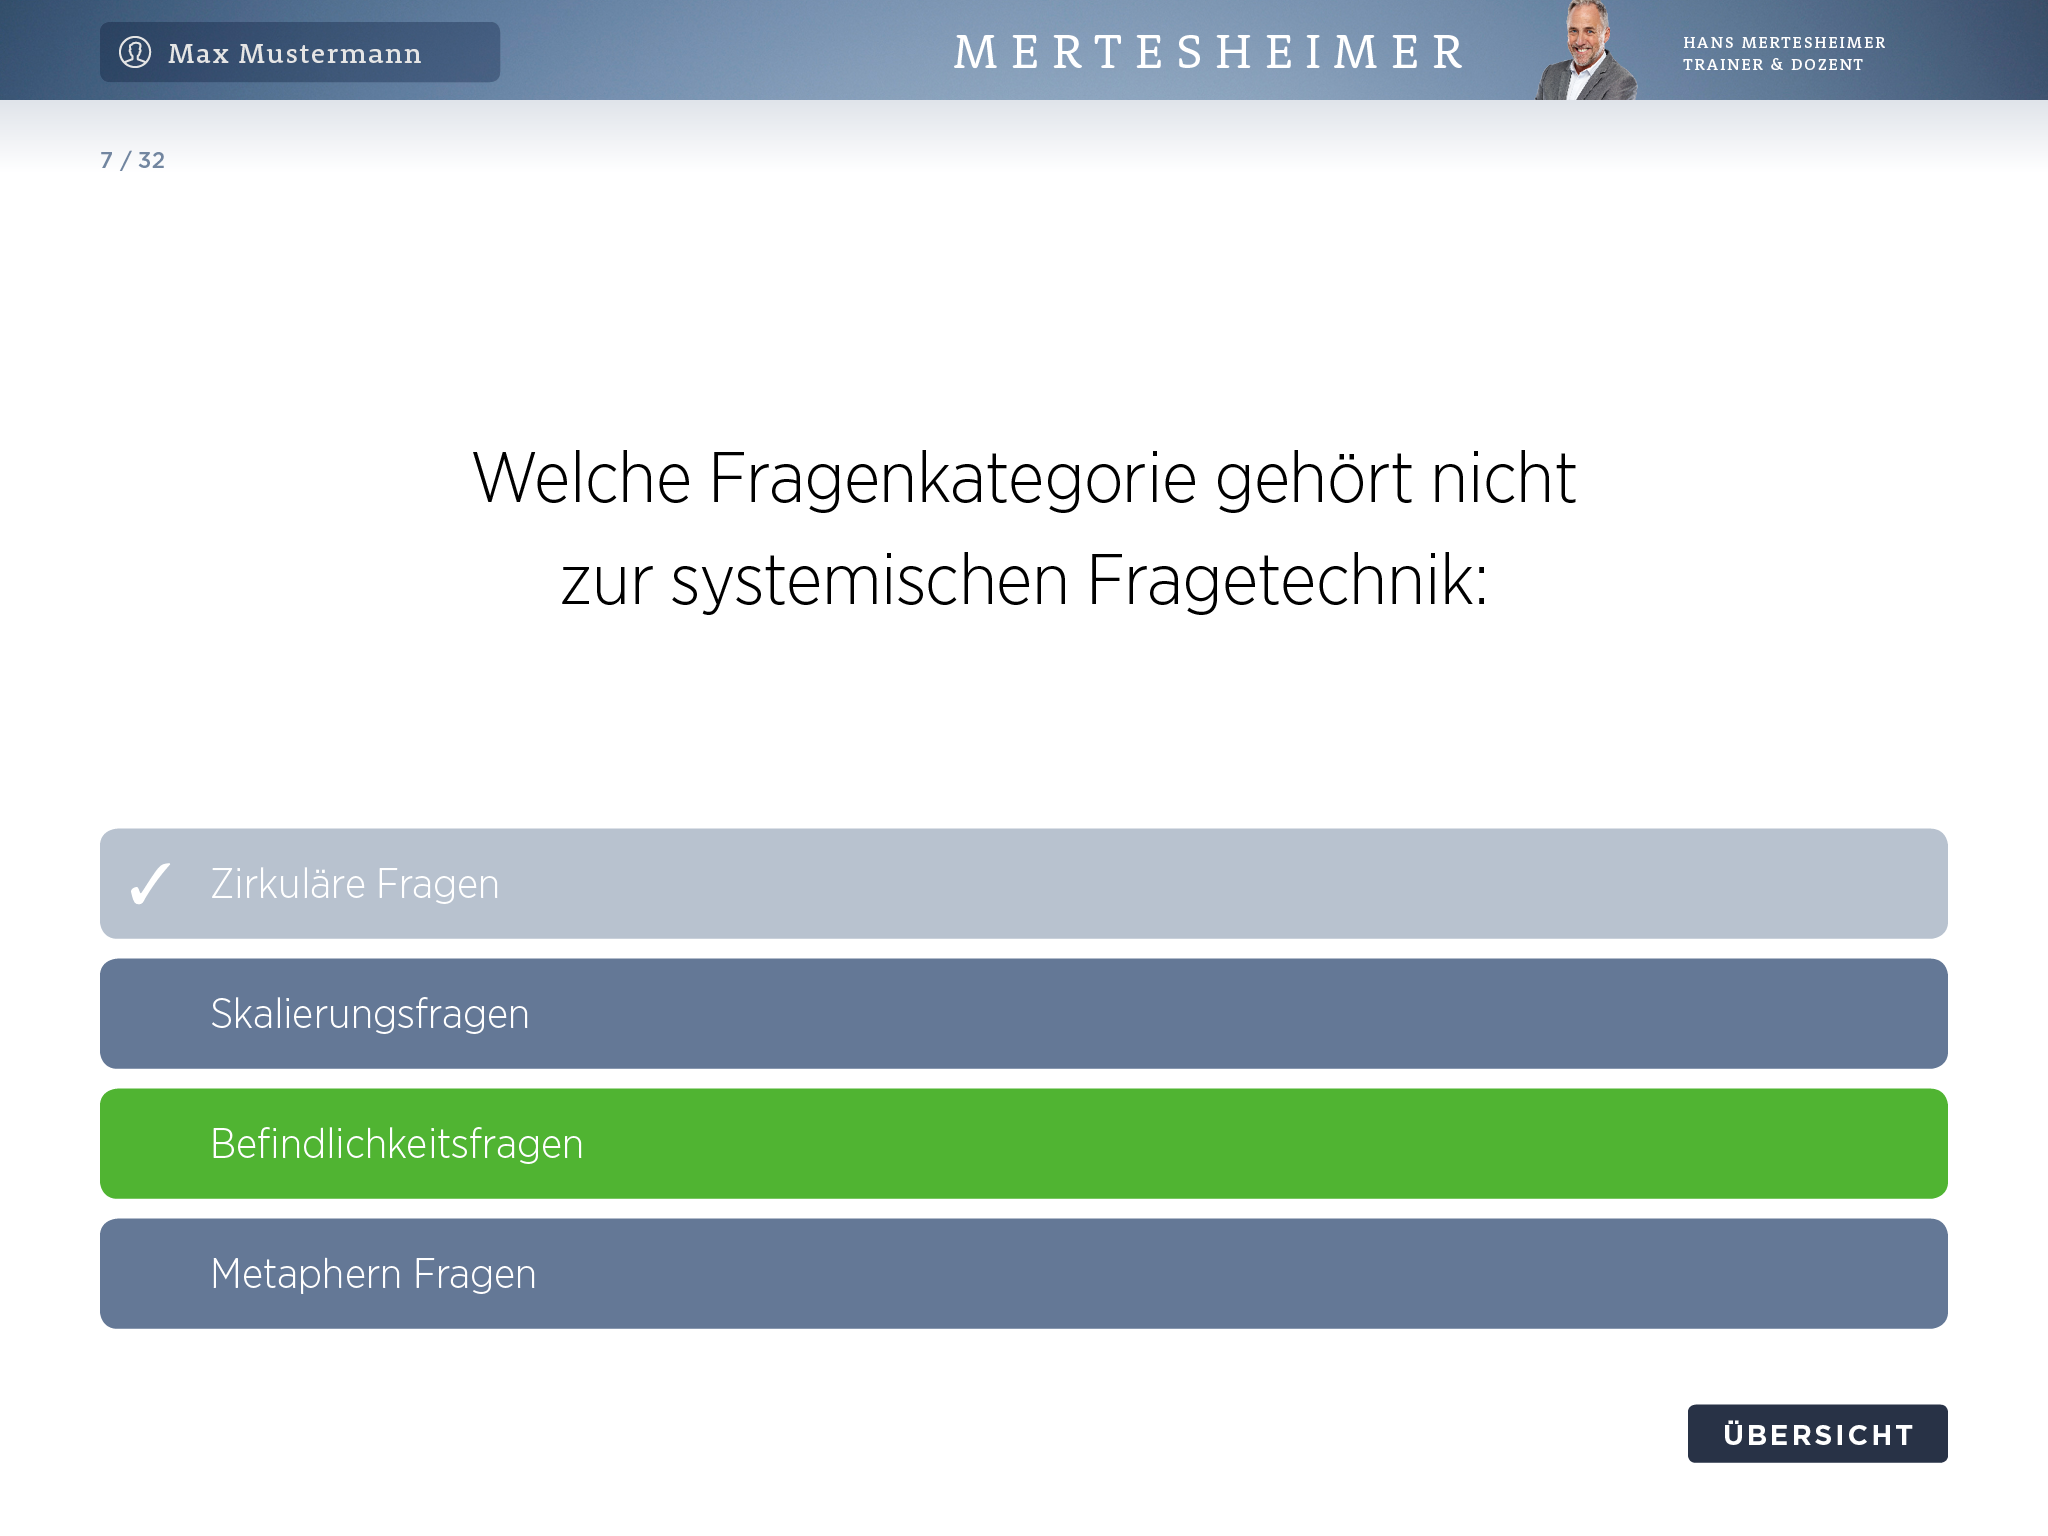 Max Mustermann
MERTESHEIMER
HANS MERTESHEIMER
TRAINER & DOZENT
7 / 32
Welche Fragenkategorie gehört nicht
zur systemischen Fragetechnik:
✓ Zirkuläre Fragen
Skalierungsfragen
Befindlichkeitsfragen
Metaphern Fragen
ÜBERSICHT